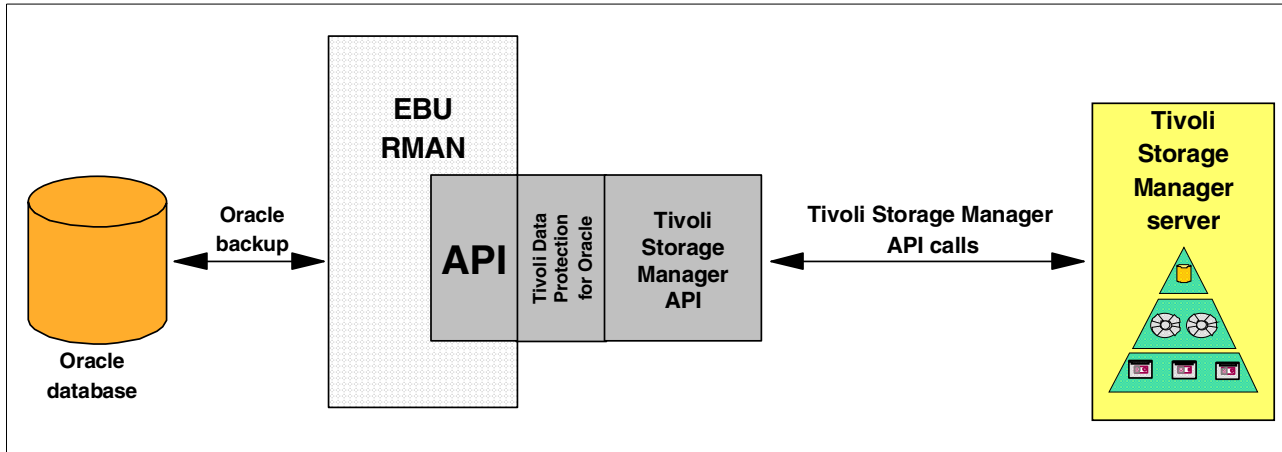 Oracle
database
Oracle
backup
EBU
RMAN
API
Tivoli Data
Protection
for Oracle
Tivoli
Storage
Manager
API
Tivoli Storage Manager
API calls
Tivoli
Storage
Manager
server